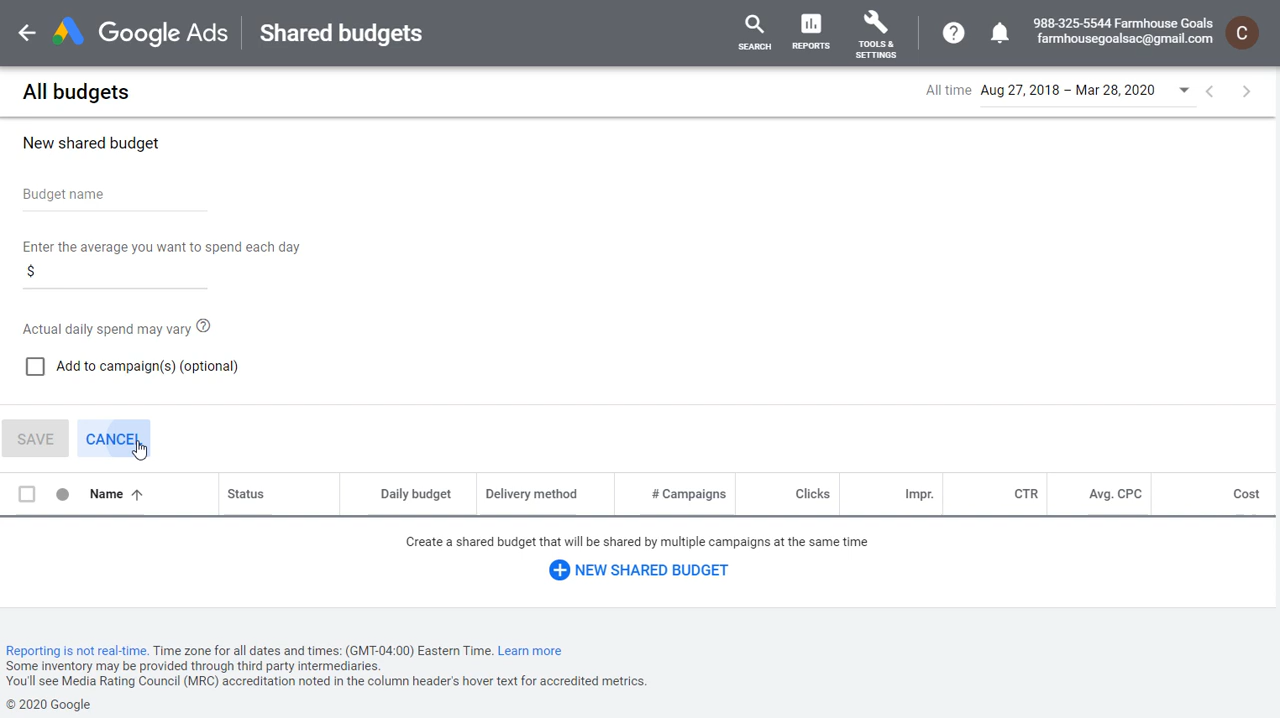 Google Ads
Shared budgets
SEARCH
REPORTS
TOOLS &
SETTINGS
988-325-5544 Farmhouse Goals
farmhousegoalsac@gmail.com
C
All budgets
All time Aug 27, 2018 – Mar 28, 2020
New shared budget
Budget name
Enter the average you want to spend each day
$
Actual daily spend may vary ?
Add to campaign(s) (optional)
SAVE
CANCEL
Name
Status
Daily budget
Delivery method
# Campaigns
Clicks
Impr.
CTR
Avg. CPC
Cost
Create a shared budget that will be shared by multiple campaigns at the same time
NEW SHARED BUDGET
Reporting is not real-time. Time zone for all dates and times: (GMT-04:00) Eastern Time. Learn more
Some inventory may be provided through third party intermediaries.
You'll see Media Rating Council (MRC) accreditation noted in the column header's hover text for accredited metrics.
© 2020 Google